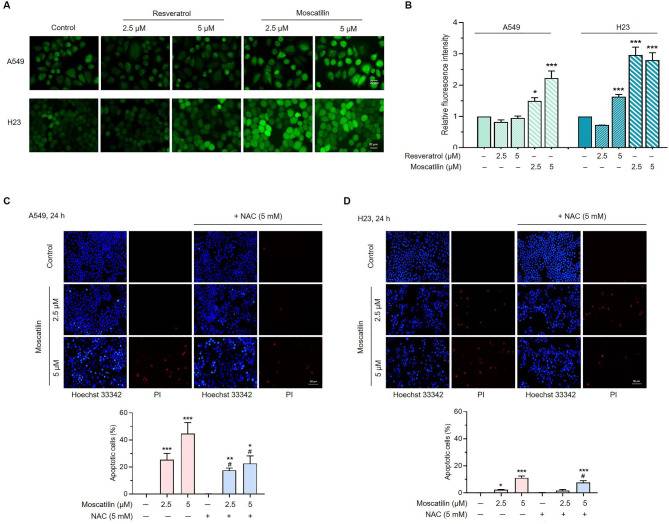 A
Resveratrol
Moscatilin
Control
2.5 µM
5 µM
2.5 µM
5 µM
A549
H23
B
A549
H23
Relative fluorescence intensity
4
3
2
1
0
*
***
***
***
***
Resveratrol (µM)
– 2.5 5 – – – 2.5 5 – –
Moscatilin (µM)
– – – 2.5 5 – – – 2.5 5
C
A549, 24 h
+ NAC (5 mM)
Control
Moscatilin
2.5 µM
5 µM
Hoechst 33342
PI
Hoechst 33342
PI
Apoptotic cells (%)
80
60
40
20
0
***
***
**
#
*
#
Moscatilin (µM) – 2.5 5 – 2.5 5
NAC (5 mM) – – – + + +
D
H23, 24 h
+ NAC (5 mM)
Control
Moscatilin
2.5 µM
5 µM
Hoechst 33342
PI
Hoechst 33342
PI
Apoptotic cells (%)
80
60
40
20
0
*
***
***
#
Moscatilin (µM) – 2.5 5 – 2.5 5
NAC (5 mM) – – – + + +